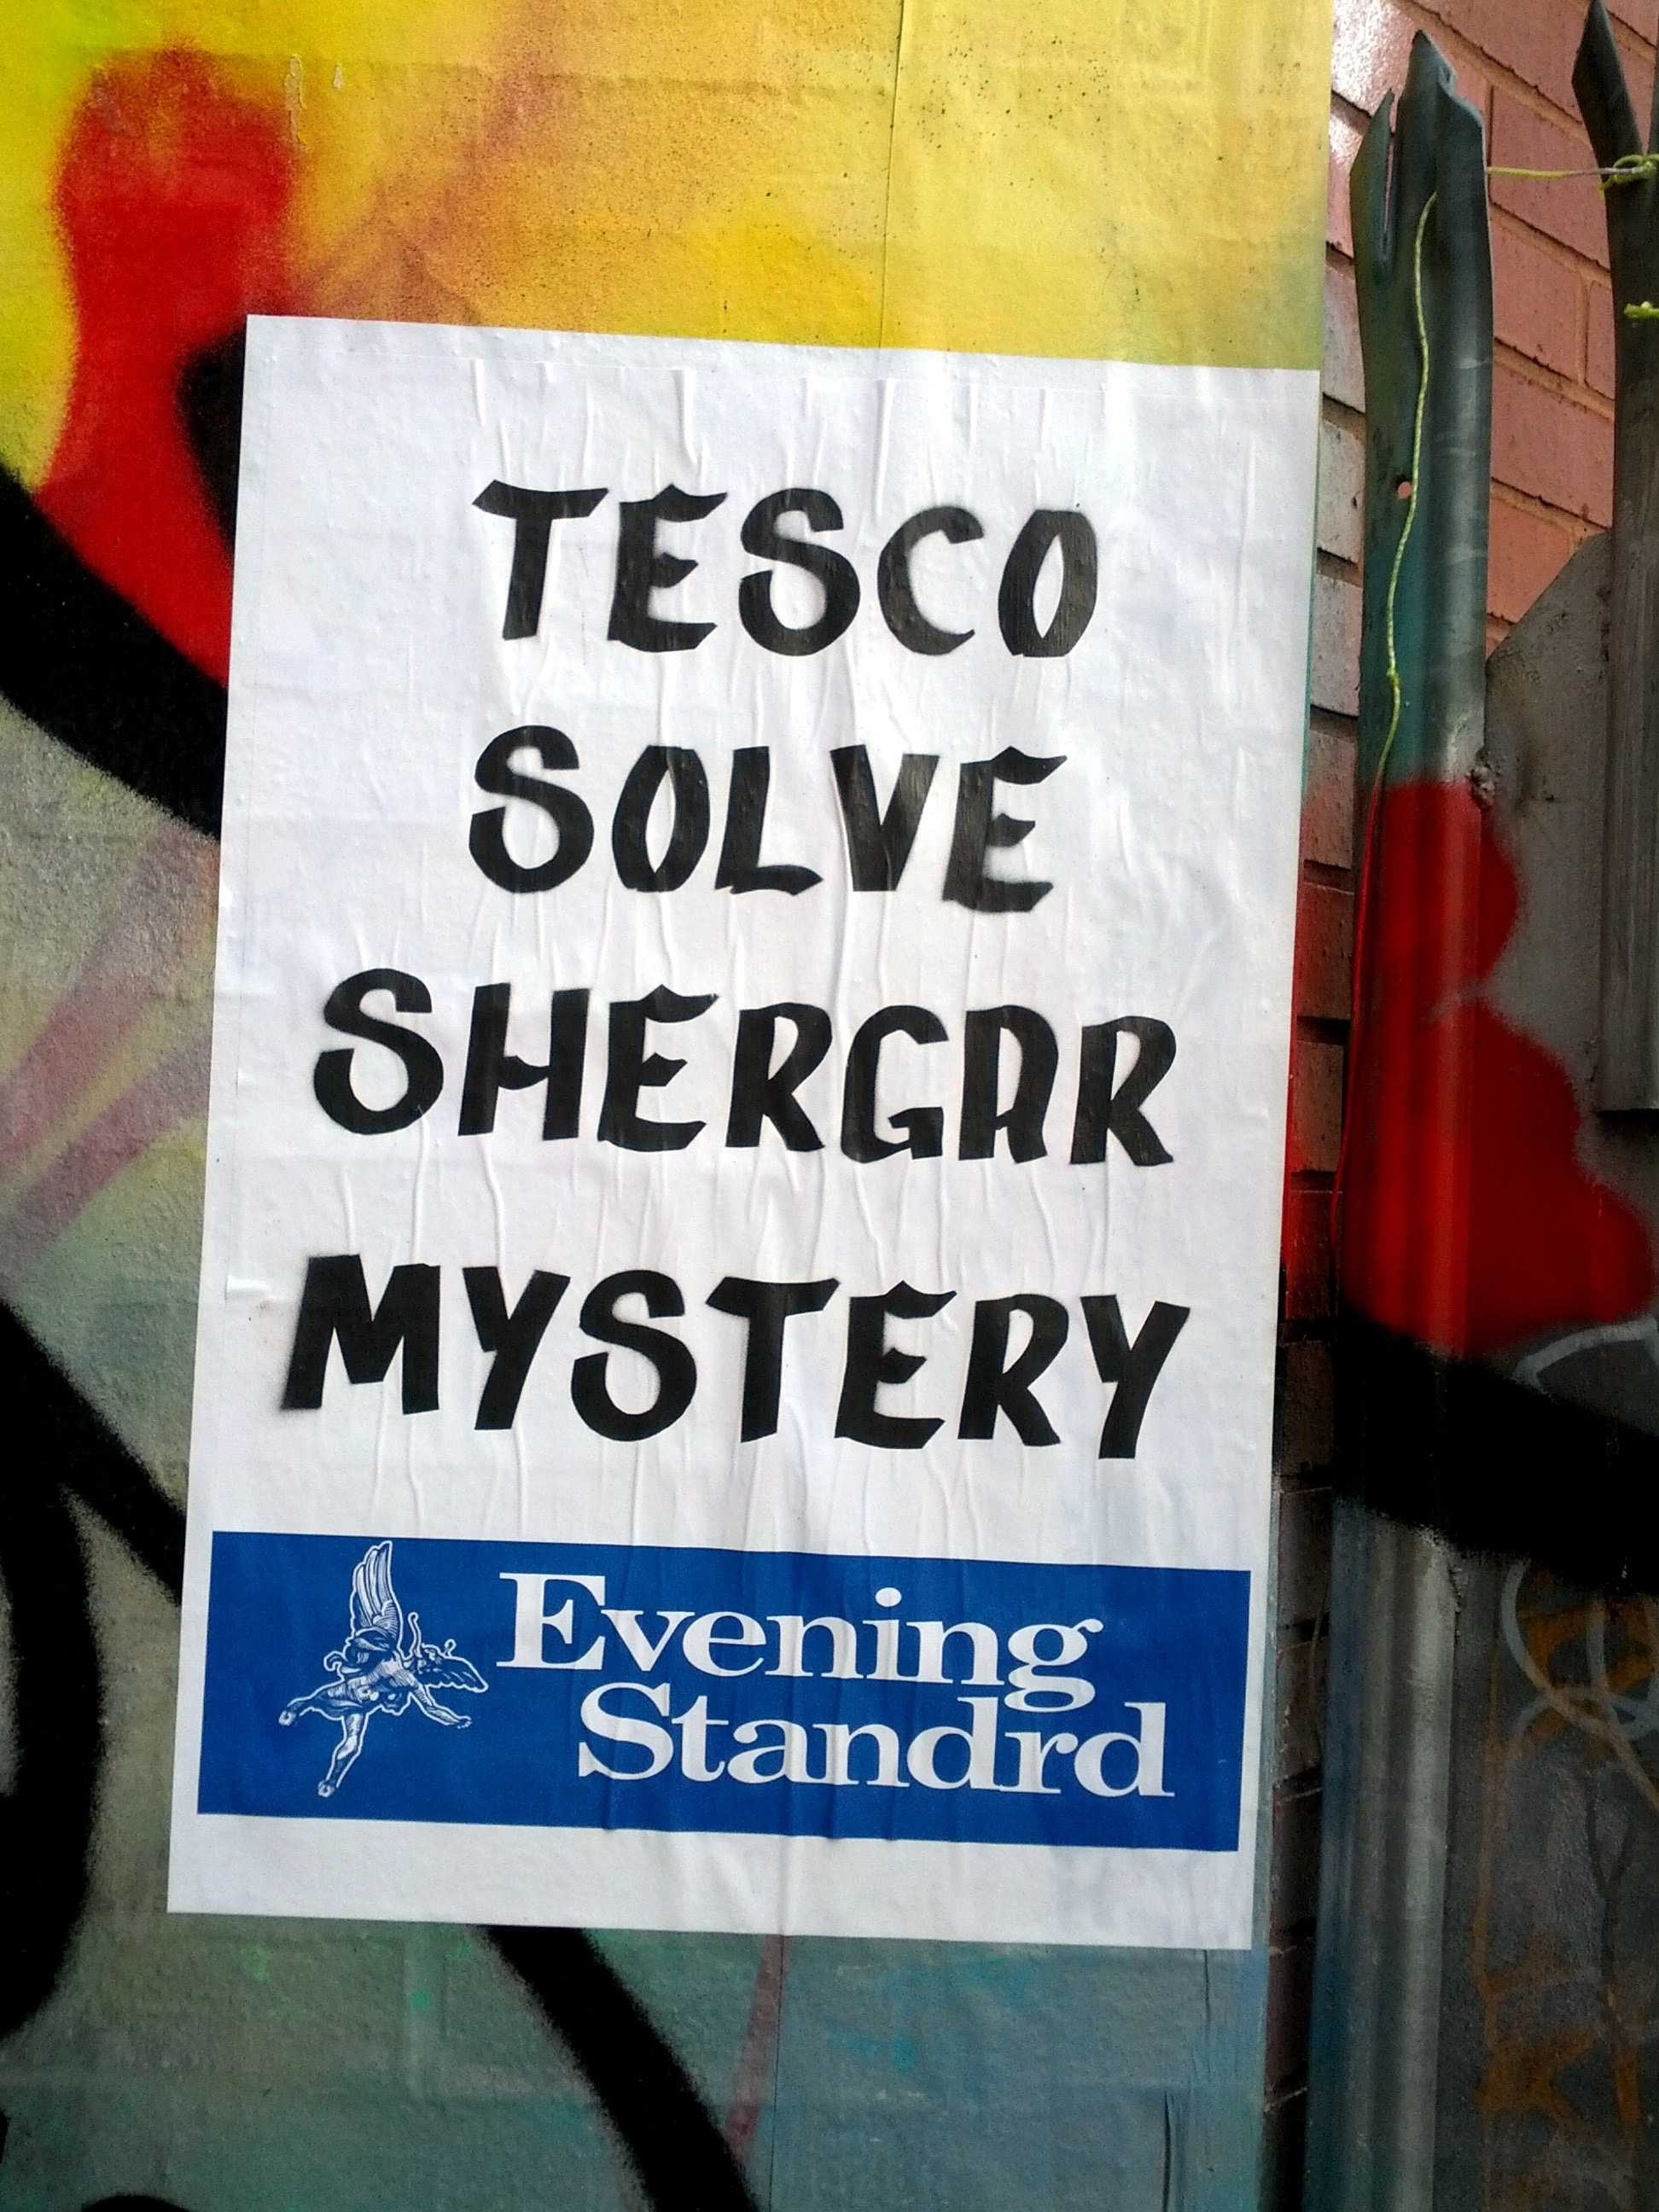 TESCO
SOLVE
SHERGAR
MYSTERY
Evening
Standrd